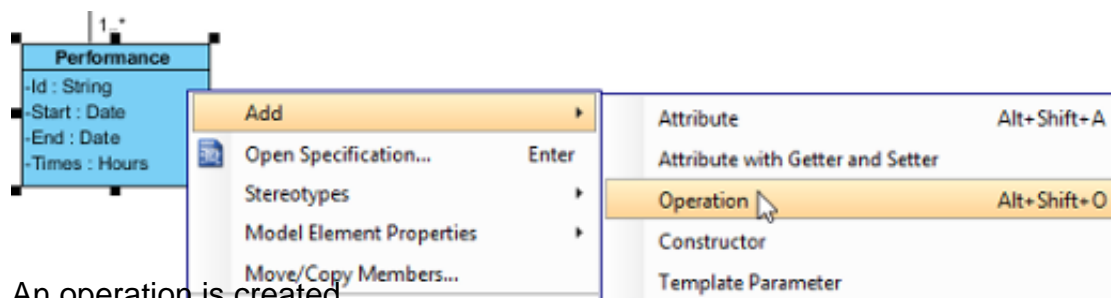 1..*
Performance
-Id : String
-Start : Date
-End : Date
-Times : Hours
Add
Open Specification... Enter
Stereotypes
Model Element Properties
Move/Copy Members...
Attribute Alt+Shift+A
Attribute with Getter and Setter
Operation Alt+Shift+O
Constructor
Template Parameter
An operation is created